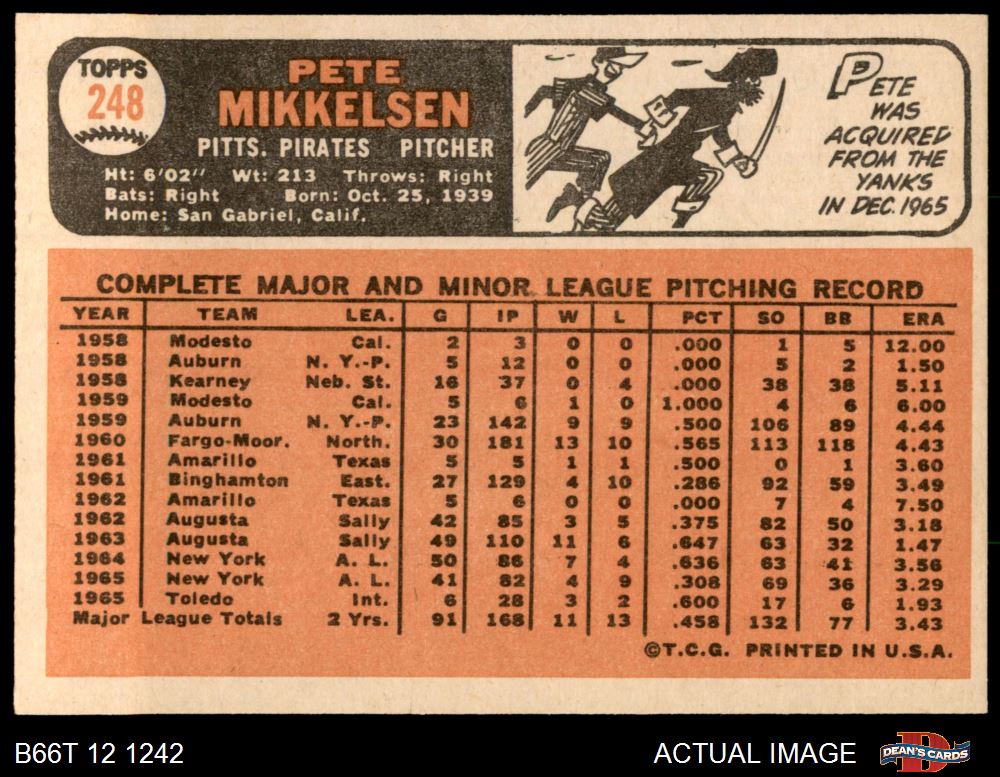 TOPPS
248
PETE
MIKKELSEN
PITTS. PIRATES PITCHER
Ht: 6'02" Wt: 213 Throws: Right
Bats: Right Born: Oct. 25, 1939
Home: San Gabriel, Calif.
PETE
WAS
ACQUIRED
FROM THE
YANKS
IN DEC. 1965
COMPLETE MAJOR AND MINOR LEAGUE PITCHING RECORD
YEAR TEAM LEA. G IP W L PCT SO BB ERA
1958 Modesto Cal. 2 3 0 0 .000 1 5 12.00
1958 Auburn N. Y.-P. 5 12 0 0 .000 5 2 1.50
1958 Kearney Neb. St. 16 37 0 4 .000 38 38 5.11
1959 Modesto Cal. 5 6 1 0 1.000 4 6 6.00
1959 Auburn N. Y.-P. 23 142 9 9 .500 106 89 4.44
1960 Fargo-Moor. North. 30 181 13 10 .565 113 118 4.43
1961 Amarillo Texas 5 5 1 1 .500 0 1 3.60
1961 Binghamton East. 27 129 4 10 .286 92 59 3.49
1962 Amarillo Texas 5 6 0 0 .000 7 4 7.50
1962 Augusta Sally 42 85 3 5 .375 82 50 3.18
1963 Augusta Sally 49 110 11 6 .647 63 32 1.47
1964 New York A. L. 50 86 7 4 .636 63 41 3.56
1965 New York A. L. 41 82 4 9 .308 69 36 3.29
1965 Toledo Int. 6 28 3 2 .600 17 6 1.93
Major League Totals 2 Yrs. 91 168 11 13 .458 132 77 3.43
©T.C.G. PRINTED IN U.S.A.
B66T 12 1242
ACTUAL IMAGE
DEAN'S CARDS